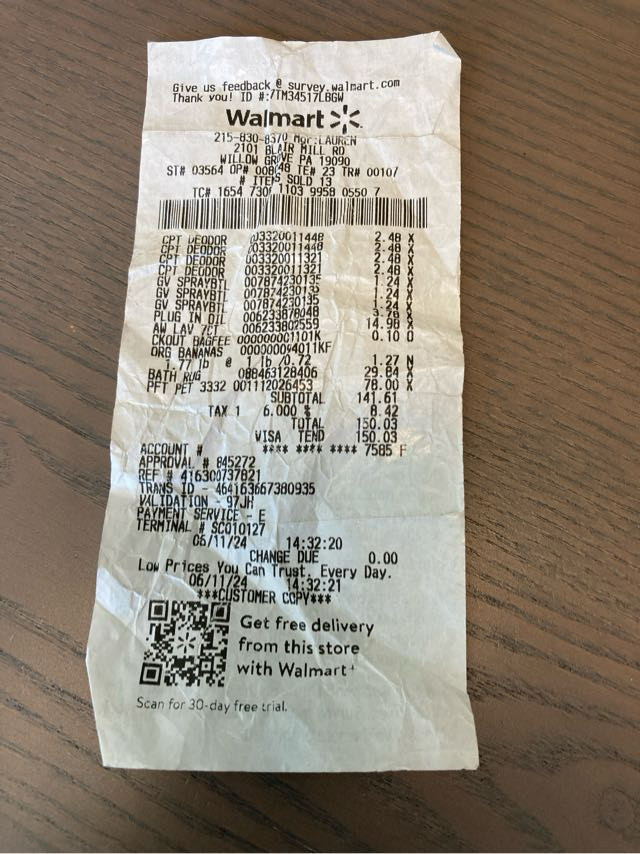 Give us feedback @ survey.walmart.com
Thank you! ID #:7TM34517LBGW
Walmart
215-830-8370 Mgr:LAUREN
2101 BLAIR MILL RD
WILLOW GROVE PA 19090
ST# 03564 OP# 006048 TE# 23 TR# 00107
# ITEMS SOLD 13
TC# 1654 7301 1103 9958 0550 7
CPT DEODOR 003320011448 2.48 X
CPT DEODOR 003320011448 2.48 X
CPT DEODOR 003320011321 2.48 X
CPT DEODOR 003320011321 2.48 X
GV SPRAYBTL 007874230135 1.24 X
GV SPRAYBTL 007874230135 1.24 X
GV SPRAYBTL 007874230135 1.24 X
PLUG IN OIL 006233878048 3.78 X
AW LAV 7CT 006233802559 14.98 X
CKOUT BAGFEE 000000001101K 0.10 O
ORG BANANAS 000000094011KF
1.77 lb @ 1 lb /0.72 1.27 N
BATH RUG 088463128406 29.84 X
PFT PET 3332 001112026453 78.00 X
SUBTOTAL 141.61
TAX 1 6.000 % 8.42
TOTAL 150.03
VISA TEND 150.03
ACCOUNT # **** **** **** 7585 F
APPROVAL # 845272
REF # 416300737821
TRANS ID - 464163667380935
VALIDATION - 97JH
PAYMENT SERVICE - E
TERMINAL # SC010127
06/11/24 14:32:20
CHANGE DUE 0.00
Low Prices You Can Trust. Every Day.
06/11/24 14:32:21
***CUSTOMER COPY***
Get free delivery
from this store
with Walmart+
Scan for 30-day free trial.